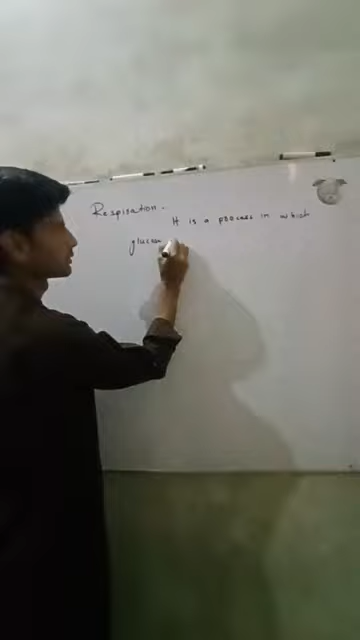 Respiration.
It is a process in which
glucose